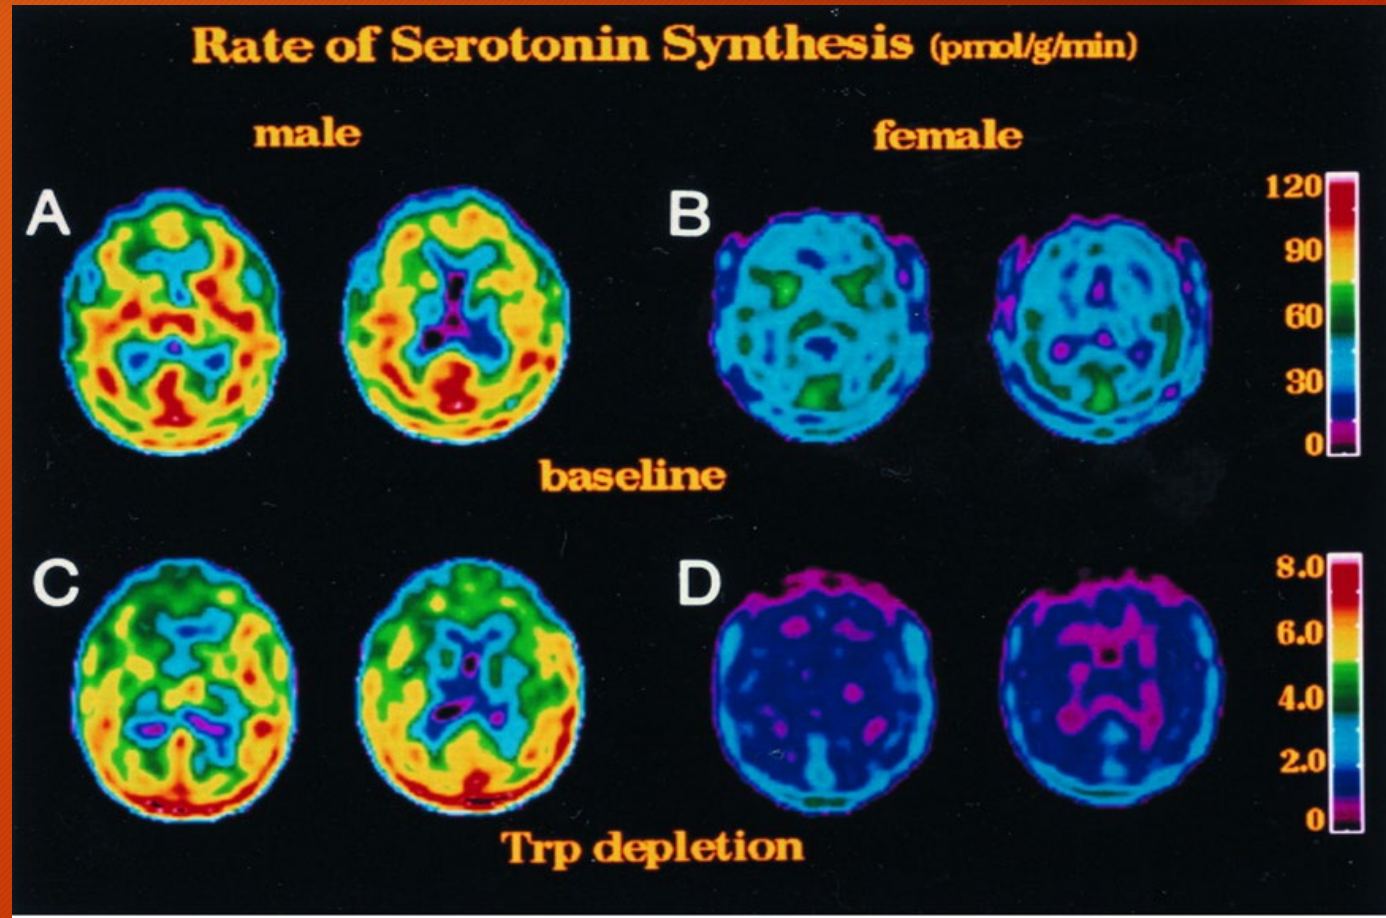 Rate of Serotonin Synthesis (pmol/g/min)
male
female
A
B
120
90
60
30
0
baseline
C
D
8.0
6.0
4.0
2.0
0
Trp depletion